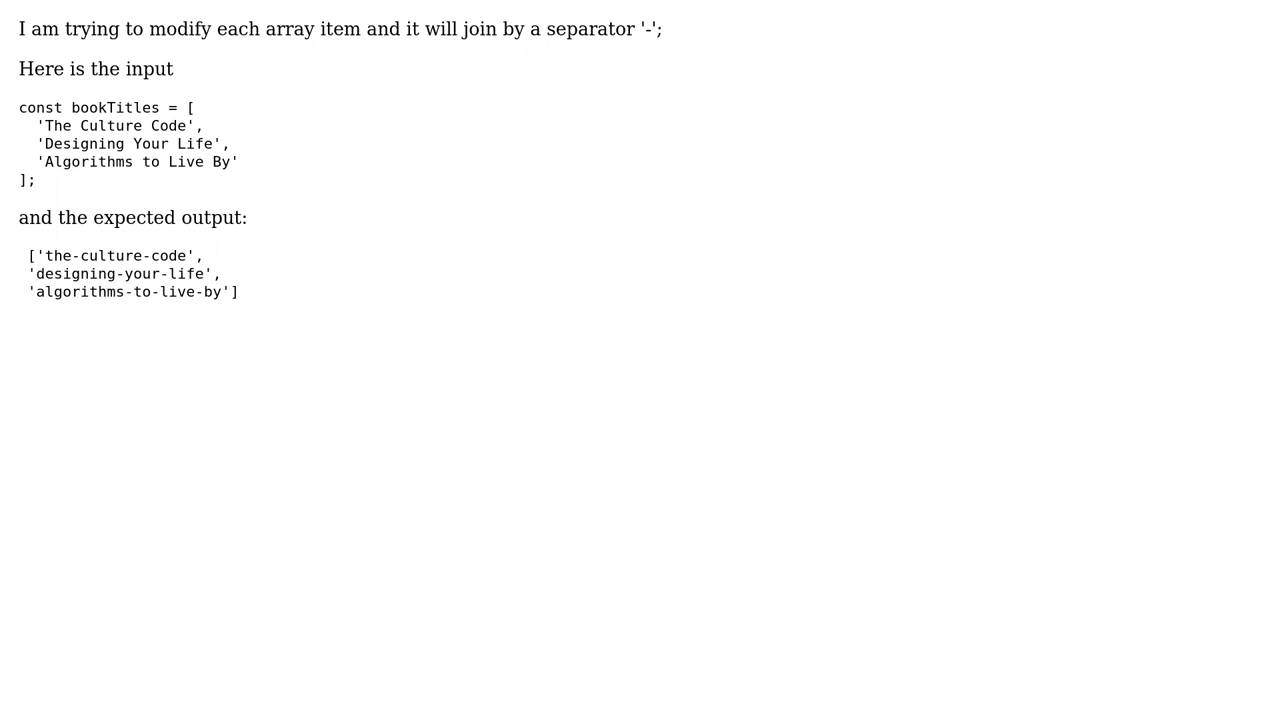 I am trying to modify each array item and it will join by a separator '-';
Here is the input
const bookTitles = [
  'The Culture Code',
  'Designing Your Life',
  'Algorithms to Live By'
];
and the expected output:
 ['the-culture-code',
 'designing-your-life',
 'algorithms-to-live-by']